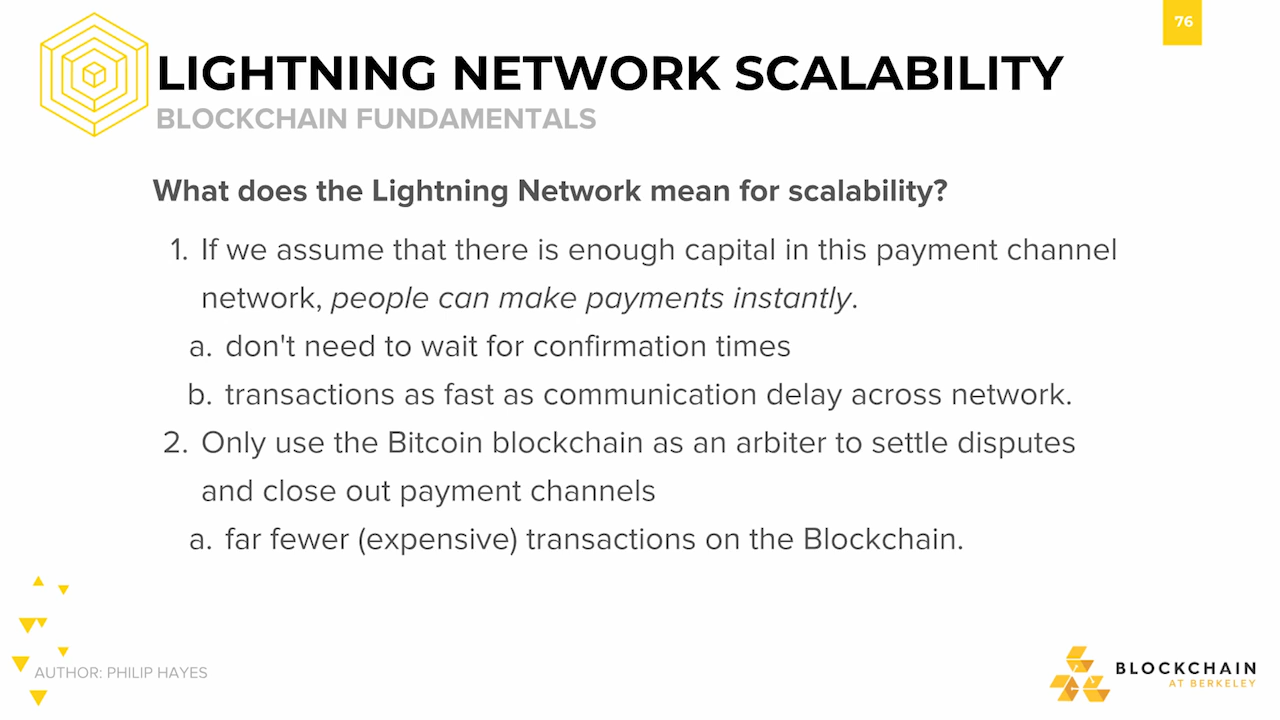 76
LIGHTNING NETWORK SCALABILITY
BLOCKCHAIN FUNDAMENTALS
What does the Lightning Network mean for scalability?
1. If we assume that there is enough capital in this payment channel
network, people can make payments instantly.
a. don't need to wait for confirmation times
b. transactions as fast as communication delay across network.
2. Only use the Bitcoin blockchain as an arbiter to settle disputes
and close out payment channels
a. far fewer (expensive) transactions on the Blockchain.
AUTHOR: PHILIP HAYES
BLOCKCHAIN
AT BERKELEY